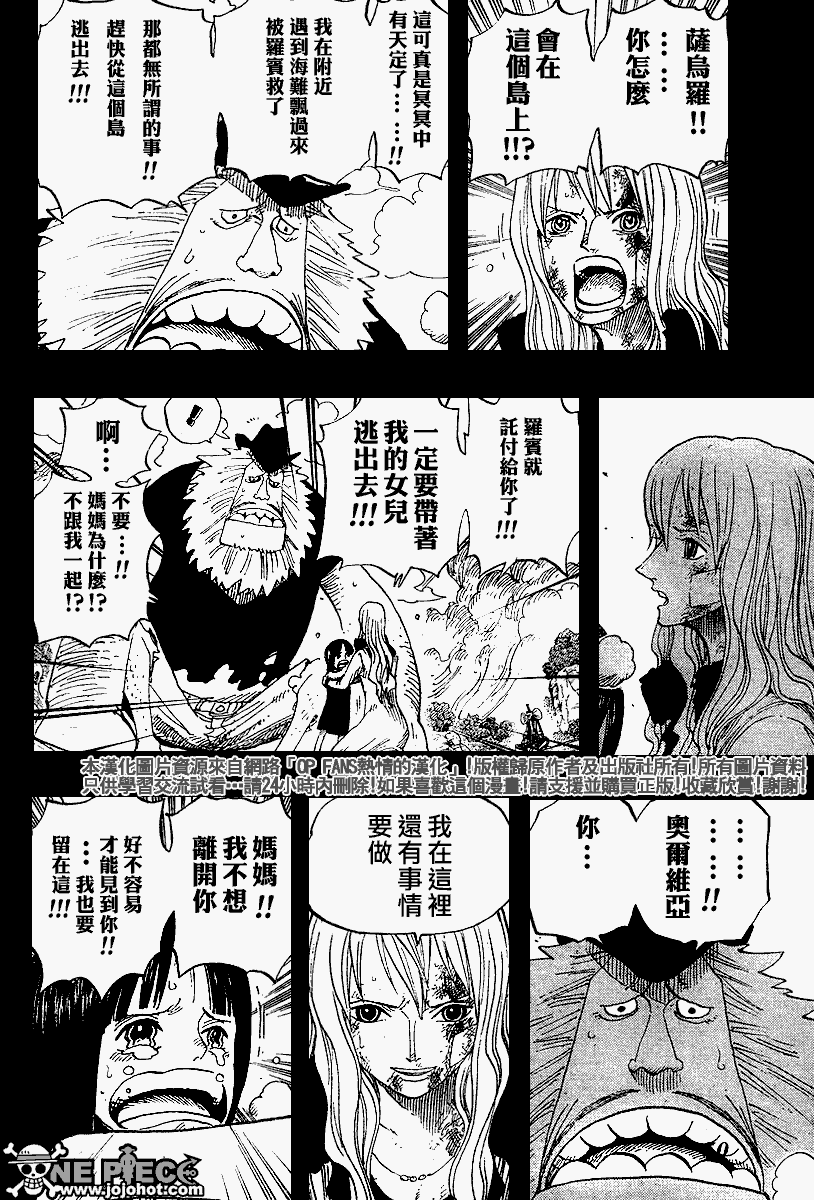 薩烏羅!!
……
你怎麼
會在
這個島上!!?
這可真是冥冥中
有天定了……!!
我在附近
遇到海難飄過來
被羅賓救了
那都無所謂的事!!
趕快從這個島
逃出去!!!
羅賓就
託付給你了!!!
一定要帶著
我的女兒
逃出去!!!
!
啊…
不要…!!
媽媽為什麼!?
不跟我一起!?
本漢化圖片資源來自網路「OP FANS熱情的漢化」!版權歸原作者及出版社所有!所有圖片資料
只供學習交流試看…請24小時內刪除!如果喜歡這個漫畫!請支援並購買正版!收藏欣賞!謝謝!
奧爾維亞
……!!
你…
我在這裡
還有事情
要做
媽媽!!
我不想
離開你
好不容易
才能見到你!!
…我也要
留在這!!!
ONE PIECE
www.jojohot.com